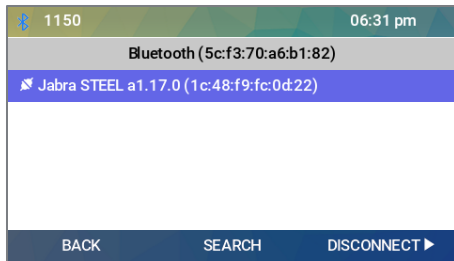 1150 06:31 pm
Bluetooth (5c:f3:70:a6:b1:82)
Jabra STEEL a1.17.0 (1c:48:f9:fc:0d:22)
BACK SEARCH DISCONNECT